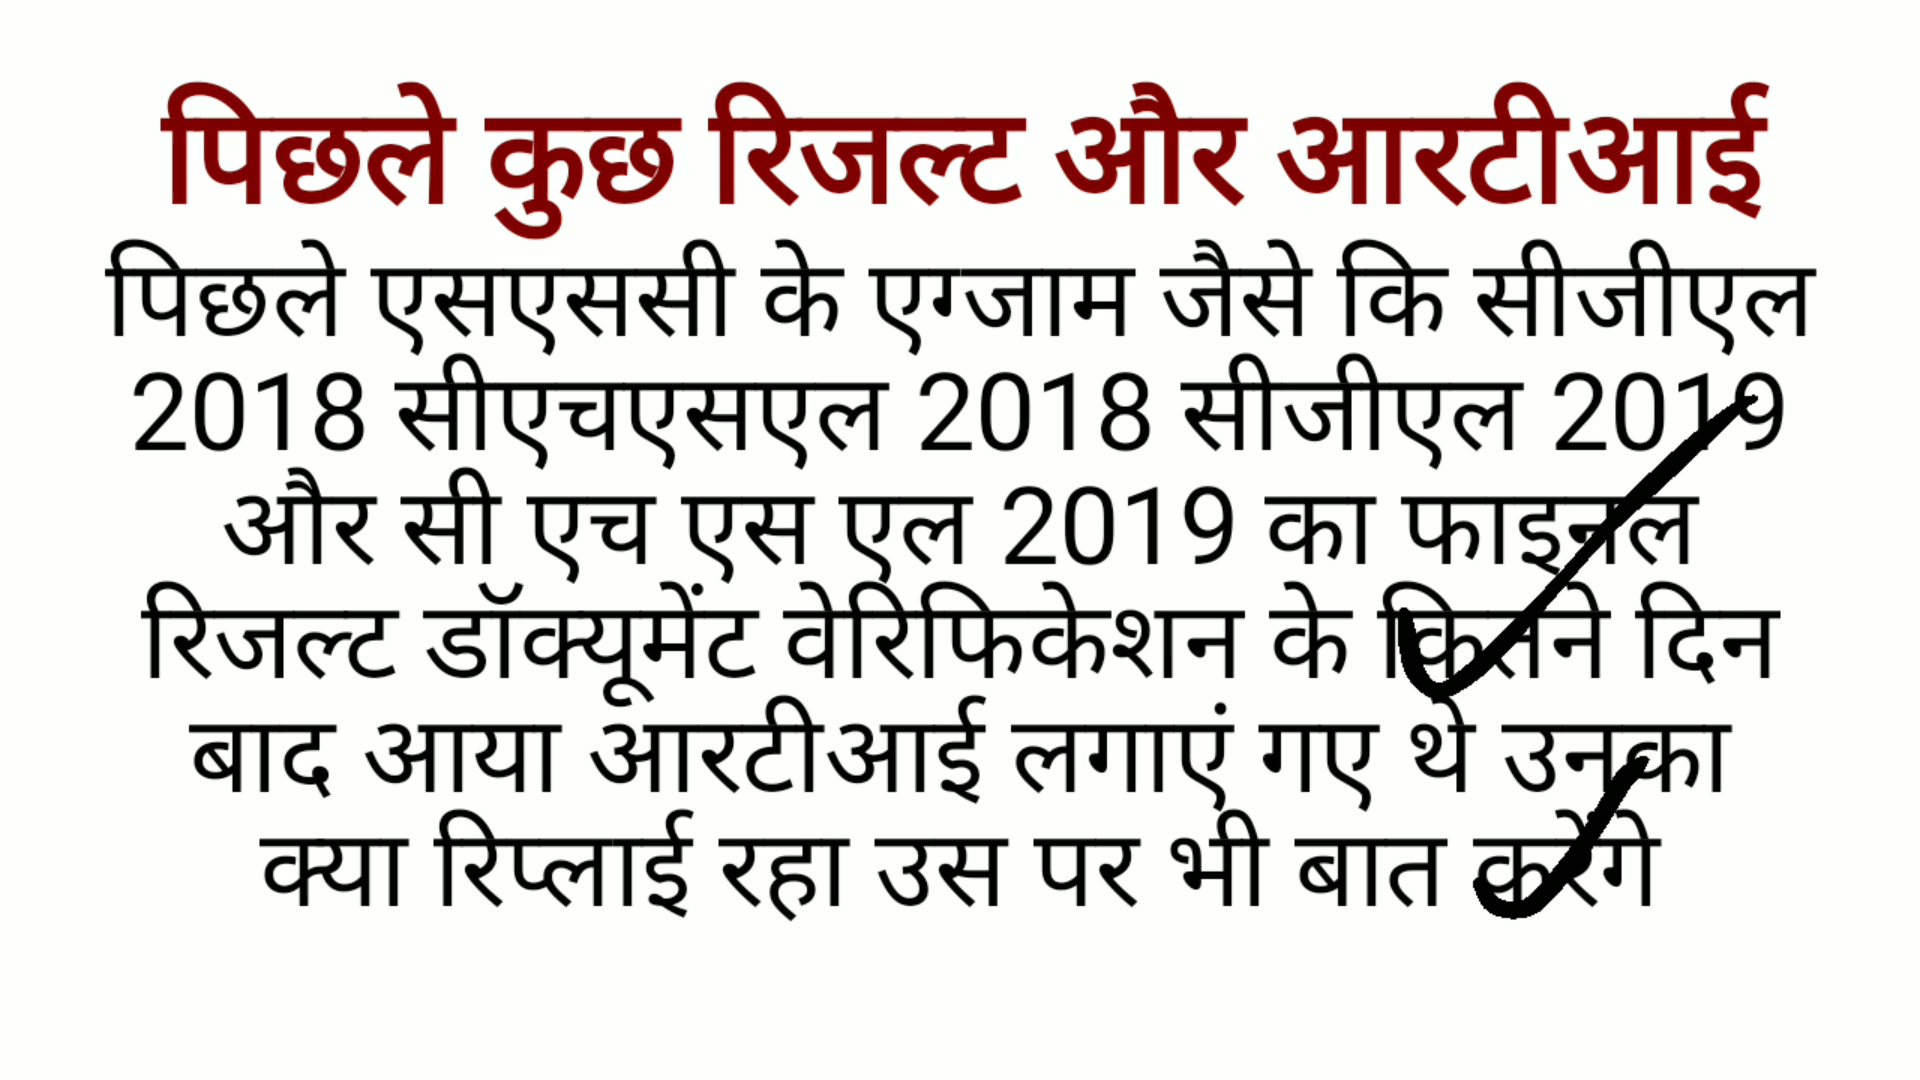 पिछले कुछ रिजल्ट और आरटीआई
पिछले एसएससी के एग्जाम जैसे कि सीजीएल
2018 सीएचएसएल 2018 सीजीएल 2019
और सी एच एस एल 2019 का फाइनल
रिजल्ट डॉक्यूमेंट वेरिफिकेशन के कितने दिन
बाद आया आरटीआई लगाएं गए थे उनका
क्या रिप्लाई रहा उस पर भी बात करेंगे